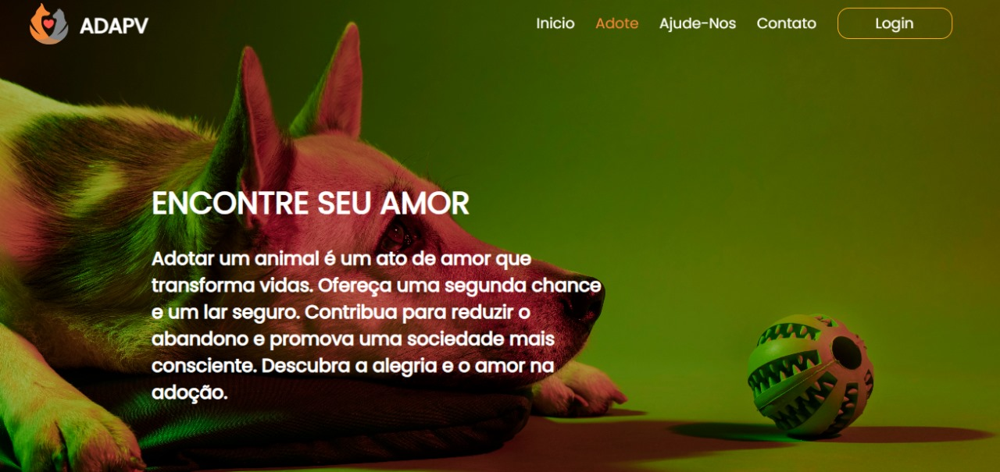 ADAPV
Inicio
Adote
Ajude-Nos
Contato
Login
ENCONTRE SEU AMOR
Adotar um animal é um ato de amor que
transforma vidas. Ofereça uma segunda chance
e um lar seguro. Contribua para reduzir o
abandono e promova uma sociedade mais
consciente. Descubra a alegria e o amor na
adoção.